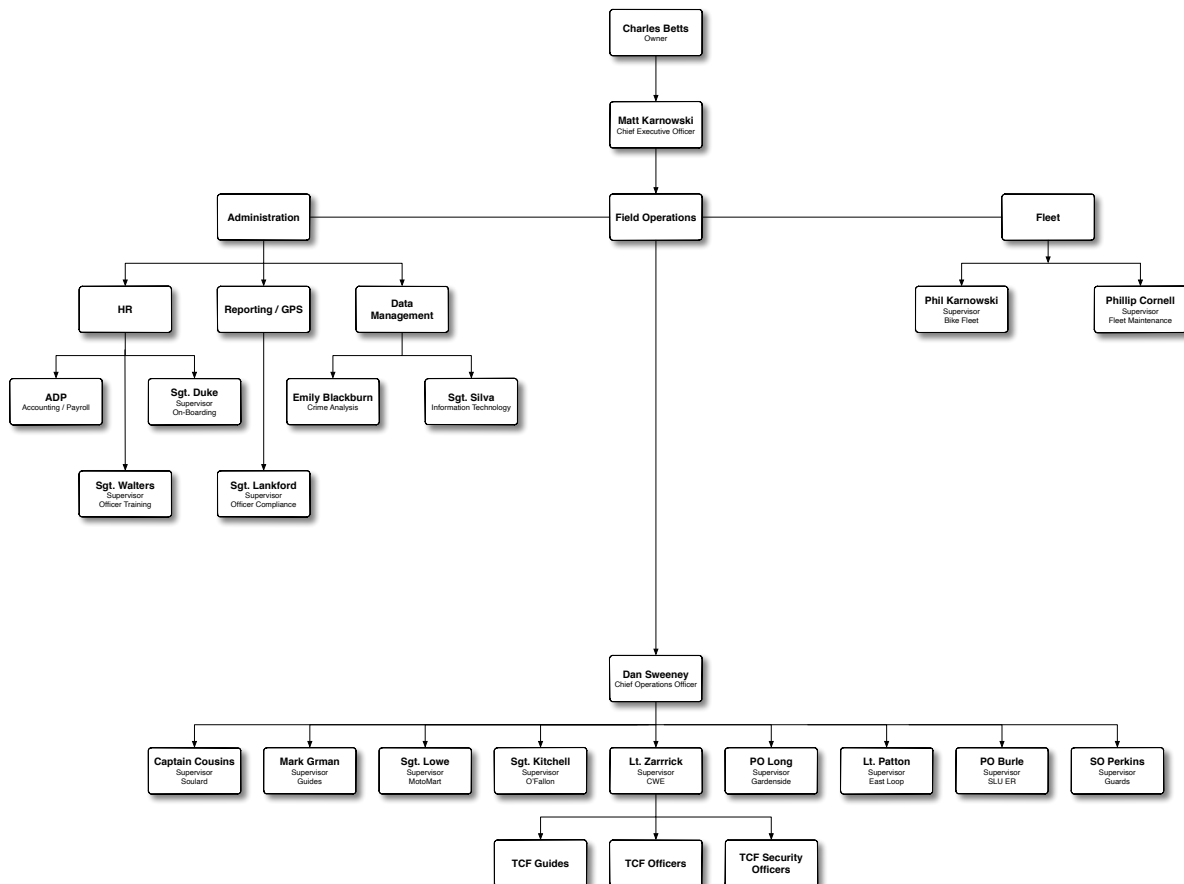 Charles Betts
Owner
Matt Karnowski
Chief Executive Officer
Administration
Field Operations
Fleet
HR
Reporting / GPS
Data
Management
Phil Karnowski
Supervisor
Bike Fleet
Phillip Cornell
Supervisor
Fleet Maintenance
ADP
Accounting / Payroll
Sgt. Duke
Supervisor
On-Boarding
Emily Blackburn
Crime Analysis
Sgt. Silva
Information Technology
Sgt. Walters
Supervisor
Officer Training
Sgt. Lankford
Supervisor
Officer Compliance
Dan Sweeney
Chief Operations Officer
Captain Cousins
Supervisor
Soulard
Mark Grman
Supervisor
Guides
Sgt. Lowe
Supervisor
MotoMart
Sgt. Kitchell
Supervisor
O'Fallon
Lt. Zarrrick
Supervisor
CWE
PO Long
Supervisor
Gardenside
Lt. Patton
Supervisor
East Loop
PO Burle
Supervisor
SLU ER
SO Perkins
Supervisor
Guards
TCF Guides
TCF Officers
TCF Security
Officers